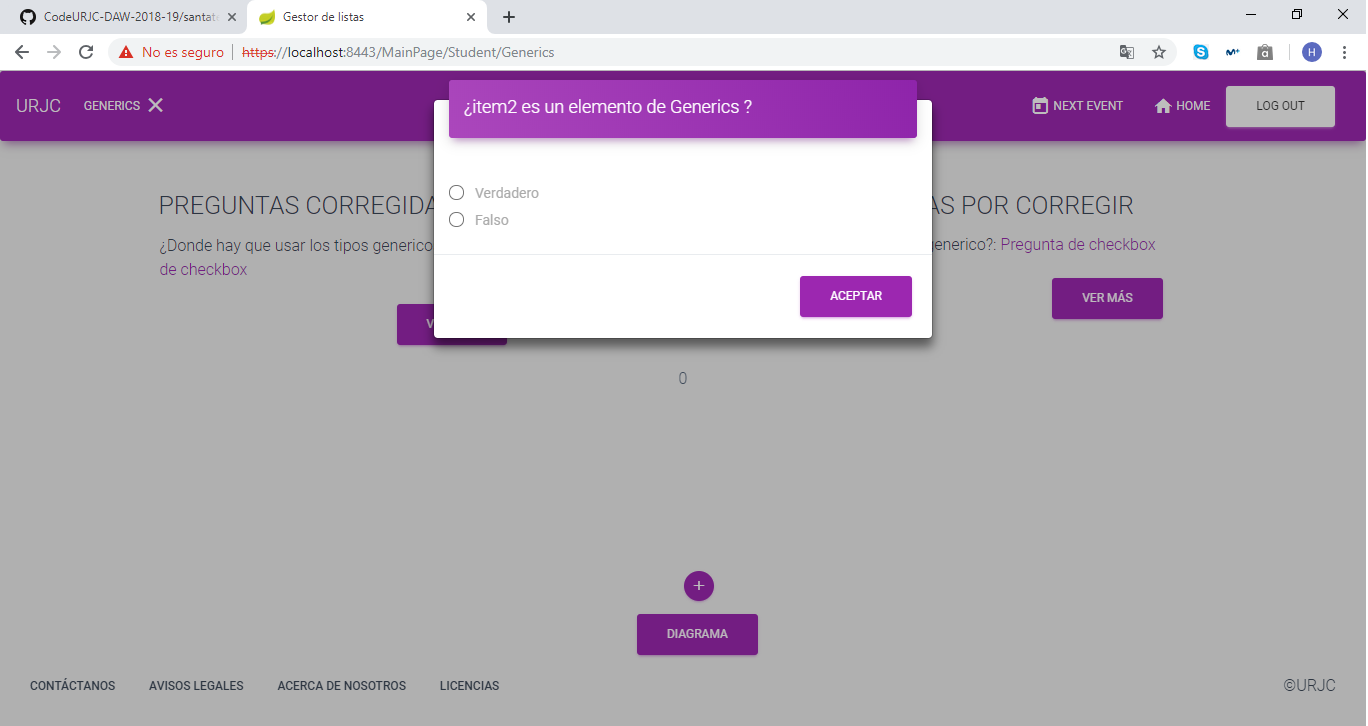 CodeURJC-DAW-2018-19/santat
Gestor de listas
No es seguro
https://localhost:8443/MainPage/Student/Generics
H
URJC
GENERICS
NEXT EVENT
HOME
LOG OUT
¿item2 es un elemento de Generics ?
Verdadero
Falso
ACEPTAR
PREGUNTAS CORREGIDA
¿Donde hay que usar los tipos generico
de checkbox
V
AS POR CORREGIR
enerico?: Pregunta de checkbox
VER MÁS
0
+
DIAGRAMA
CONTÁCTANOS
AVISOS LEGALES
ACERCA DE NOSOTROS
LICENCIAS
©URJC